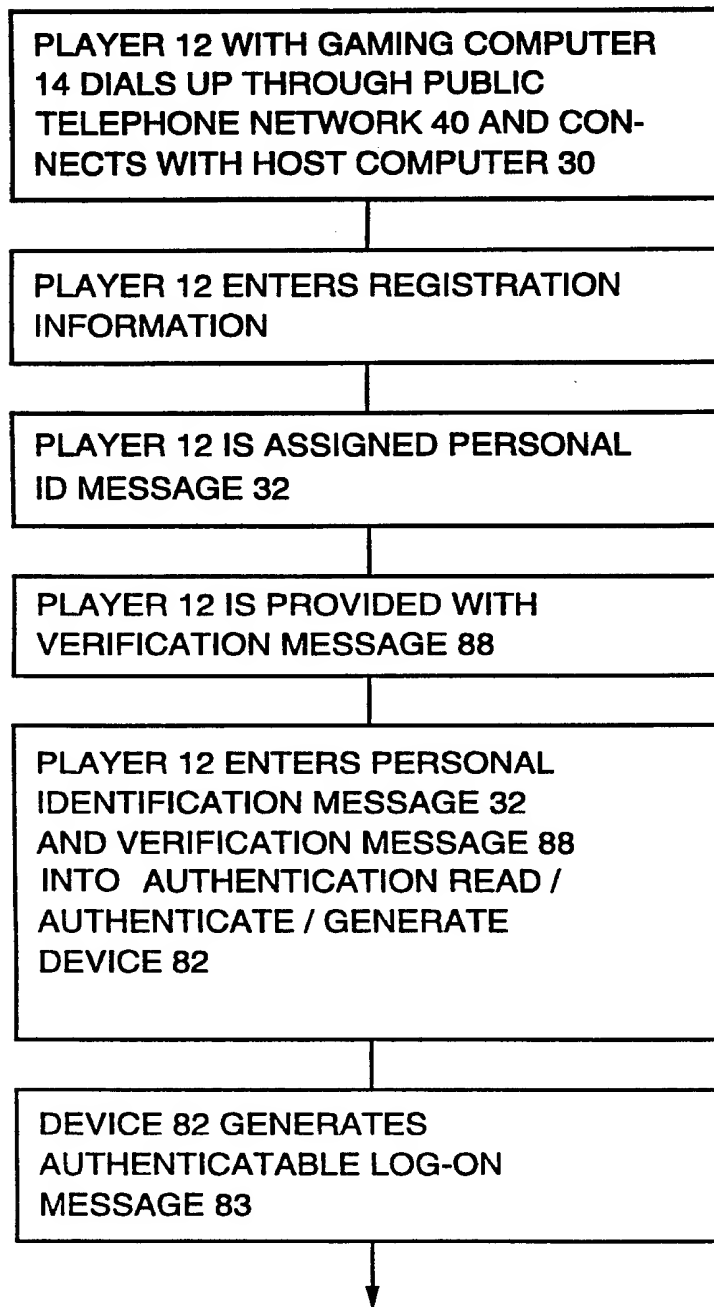 PLAYER 12 WITH GAMING COMPUTER
14 DIALS UP THROUGH PUBLIC
TELEPHONE NETWORK 40 AND CON-
NECTS WITH HOST COMPUTER 30
PLAYER 12 ENTERS REGISTRATION
INFORMATION
PLAYER 12 IS ASSIGNED PERSONAL
ID MESSAGE 32
PLAYER 12 IS PROVIDED WITH
VERIFICATION MESSAGE 88
PLAYER 12 ENTERS PERSONAL
IDENTIFICATION MESSAGE 32
AND VERIFICATION MESSAGE 88
INTO AUTHENTICATION READ /
AUTHENTICATE / GENERATE
DEVICE 82
DEVICE 82 GENERATES
AUTHENTICATABLE LOG-ON
MESSAGE 83